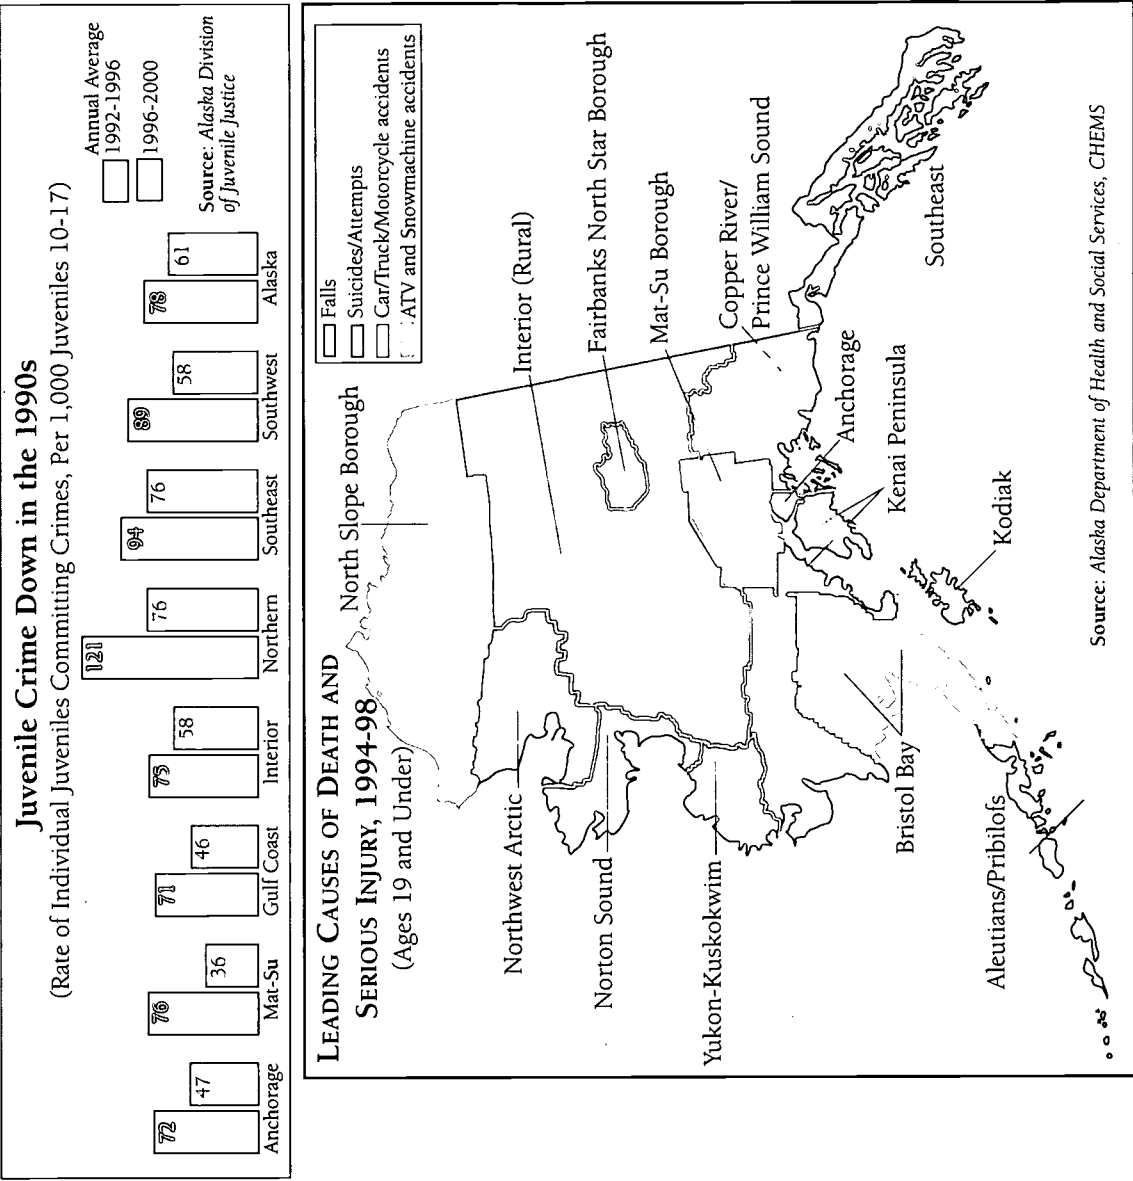 Juvenile Crime Down in the 1990s
(Rate of Individual Juveniles Committing Crimes, Per 1,000 Juveniles 10-17)
Annual Average
1992-1996
1996-2000
Source: Alaska Division
of Juvenile Justice
72
47
76
36
71
46
75
58
121
76
94
76
89
58
78
61
Anchorage
Mat-Su
Gulf Coast
Interior
Northern
Southeast
Southwest
Alaska
LEADING CAUSES OF DEATH AND
SERIOUS INJURY, 1994-98
(Ages 19 and Under)
Falls
Suicides/Attempts
Car/Truck/Motorcycle accidents
ATV and Snowmachine accidents
North Slope Borough
Interior (Rural)
Northwest Arctic
Fairbanks North Star Borough
Norton Sound
Mat-Su Borough
Yukon-Kuskokwim
Copper River/
Prince William Sound
Anchorage
Kenai Peninsula
Bristol Bay
Southeast
Kodiak
Aleutians/Pribilofs
Source: Alaska Department of Health and Social Services, CHEMS